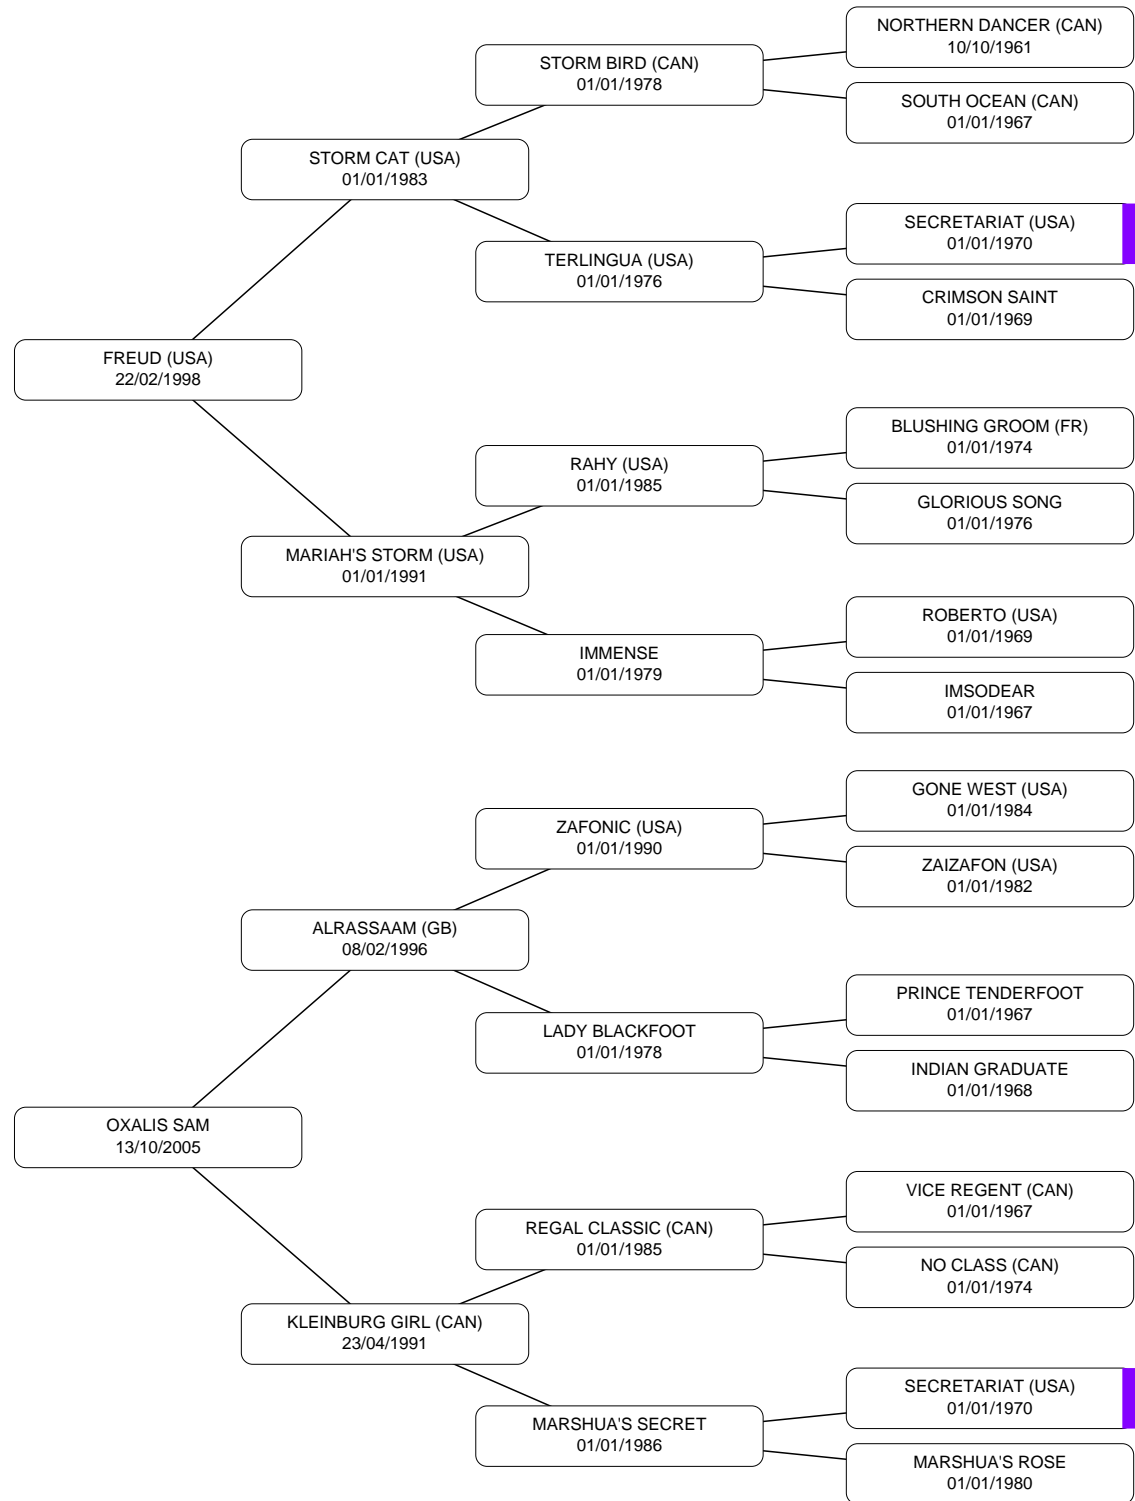 NORTHERN DANCER (CAN)
10/10/1961
STORM BIRD (CAN)
01/01/1978
SOUTH OCEAN (CAN)
01/01/1967
STORM CAT (USA)
01/01/1983
SECRETARIAT (USA)
01/01/1970
TERLINGUA (USA)
01/01/1976
CRIMSON SAINT
01/01/1969
FREUD (USA)
22/02/1998
BLUSHING GROOM (FR)
01/01/1974
RAHY (USA)
01/01/1985
GLORIOUS SONG
01/01/1976
MARIAH'S STORM (USA)
01/01/1991
ROBERTO (USA)
01/01/1969
IMMENSE
01/01/1979
IMSODEAR
01/01/1967
GONE WEST (USA)
01/01/1984
ZAFONIC (USA)
01/01/1990
ZAIZAFON (USA)
01/01/1982
ALRASSAAM (GB)
08/02/1996
PRINCE TENDERFOOT
01/01/1967
LADY BLACKFOOT
01/01/1978
INDIAN GRADUATE
01/01/1968
OXALIS SAM
13/10/2005
VICE REGENT (CAN)
01/01/1967
REGAL CLASSIC (CAN)
01/01/1985
NO CLASS (CAN)
01/01/1974
KLEINBURG GIRL (CAN)
23/04/1991
SECRETARIAT (USA)
01/01/1970
MARSHUA'S SECRET
01/01/1986
MARSHUA'S ROSE
01/01/1980